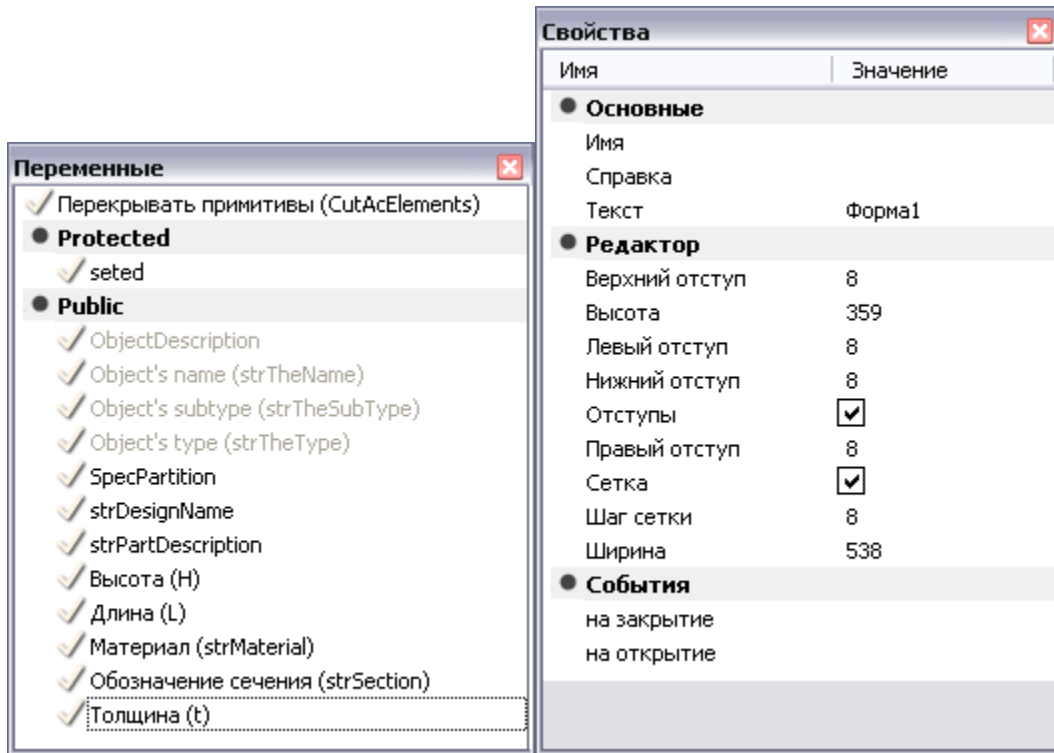 Переменные
Перекрывать примитивы (CutAcElements)
Protected
seted
Public
ObjectDescription
Object's name (strTheName)
Object's subtype (strTheSubType)
Object's type (strTheType)
SpecPartition
strDesignName
strPartDescription
Высота (H)
Длина (L)
Материал (strMaterial)
Обозначение сечения (strSection)
Толщина (t)
Свойства
Имя Значение
Основные
Имя
Справка
Текст Форма1
Редактор
Верхний отступ 8
Высота 359
Левый отступ 8
Нижний отступ 8
Отступы
Правый отступ 8
Сетка
Шаг сетки 8
Ширина 538
События
на закрытие
на открытие